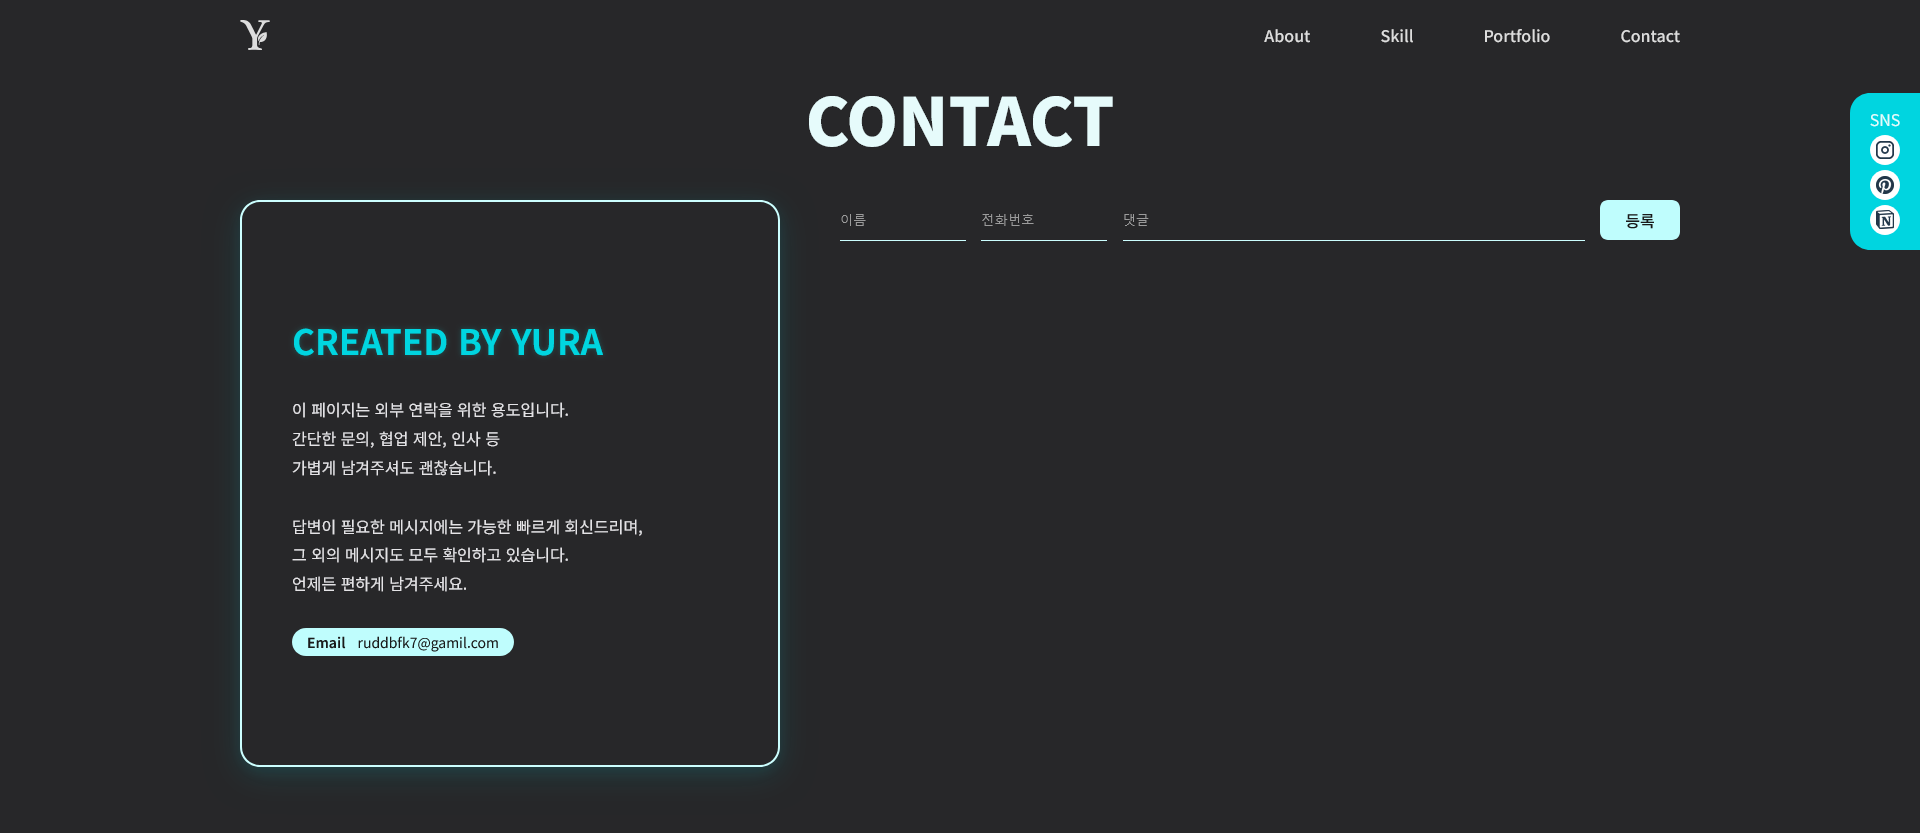 Y
About Skill Portfolio Contact
CONTACT
SNS
이름 전화번호 댓글 등록
CREATED BY YURA
이 페이지는 외부 연락을 위한 용도입니다.
간단한 문의, 협업 제안, 인사 등
가볍게 남겨주셔도 괜찮습니다.
답변이 필요한 메시지에는 가능한 빠르게 회신드리며,
그 외의 메시지도 모두 확인하고 있습니다.
언제든 편하게 남겨주세요.
Email ruddbfk7@gamil.com